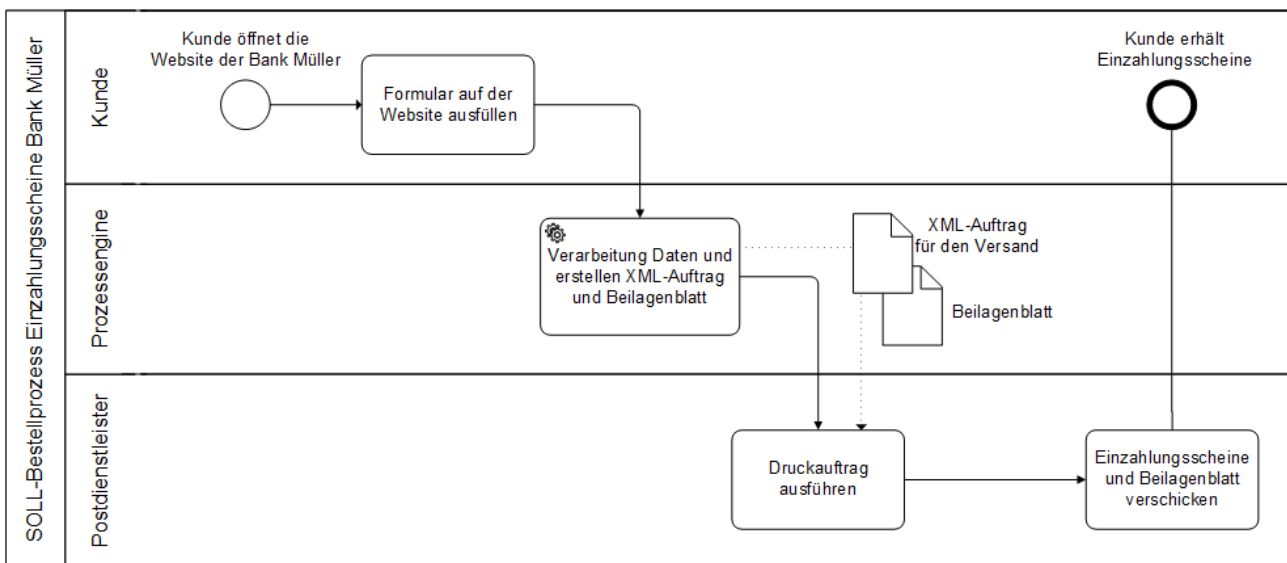 SOLL-Bestellprozess Einzahlungsscheine Bank Müller
Kunde
Kunde öffnet die
Website der Bank Müller
Formular auf der
Website ausfüllen
Kunde erhält
Einzahlungsscheine
Prozessengine
Verarbeitung Daten und
erstellen XML-Auftrag
und Beilagenblatt
XML-Auftrag
für den Versand
Beilagenblatt
Postdienstleister
Druckauftrag
ausführen
Einzahlungsscheine
und Beilagenblatt
verschicken